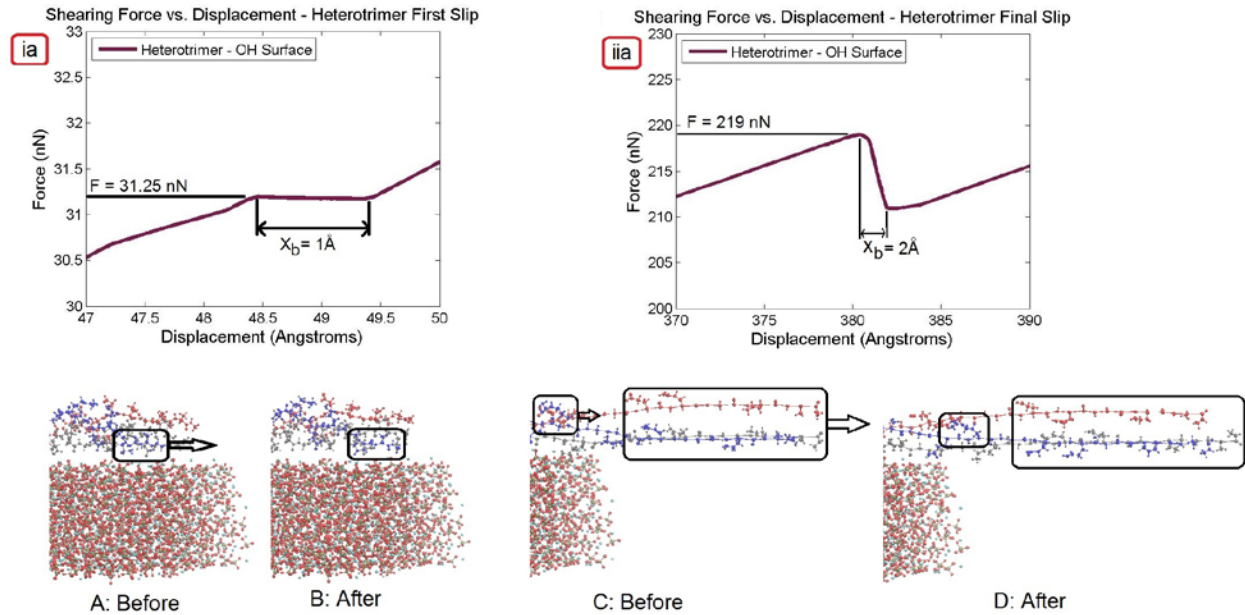 Shearing Force vs. Displacement - Heterotrimer First Slip
ia
Heterotrimer - OH Surface
33
32.5
32
31.5
31
30.5
30
Force (nN)
F = 31.25 nN
Xb= 1Å
47
47.5
48
48.5
49
49.5
50
Displacement (Angstroms)
Shearing Force vs. Displacement - Heterotrimer Final Slip
iia
Heterotrimer - OH Surface
230
225
220
215
210
205
200
Force (nN)
F = 219 nN
Xb= 2Å
370
375
380
385
390
Displacement (Angstroms)
A: Before
B: After
C: Before
D: After